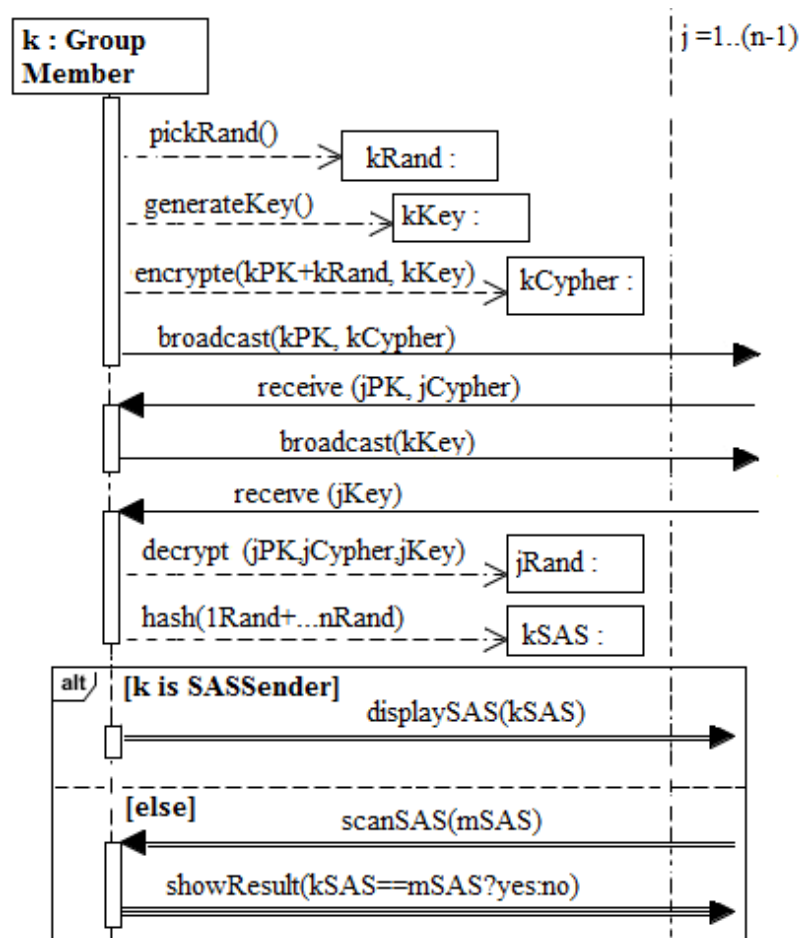 k : Group
Member
j =1..(n-1)
pickRand()
kRand :
generateKey()
kKey :
encrypte(kPK+kRand, kKey)
kCypher :
broadcast(kPK, kCypher)
receive (jPK, jCypher)
broadcast(kKey)
receive (jKey)
decrypt (jPK,jCypher,jKey)
jRand :
hash(1Rand+...nRand)
kSAS :
alt
[k is SASSender]
displaySAS(kSAS)
[else]
scanSAS(mSAS)
showResult(kSAS==mSAS?yes:no)